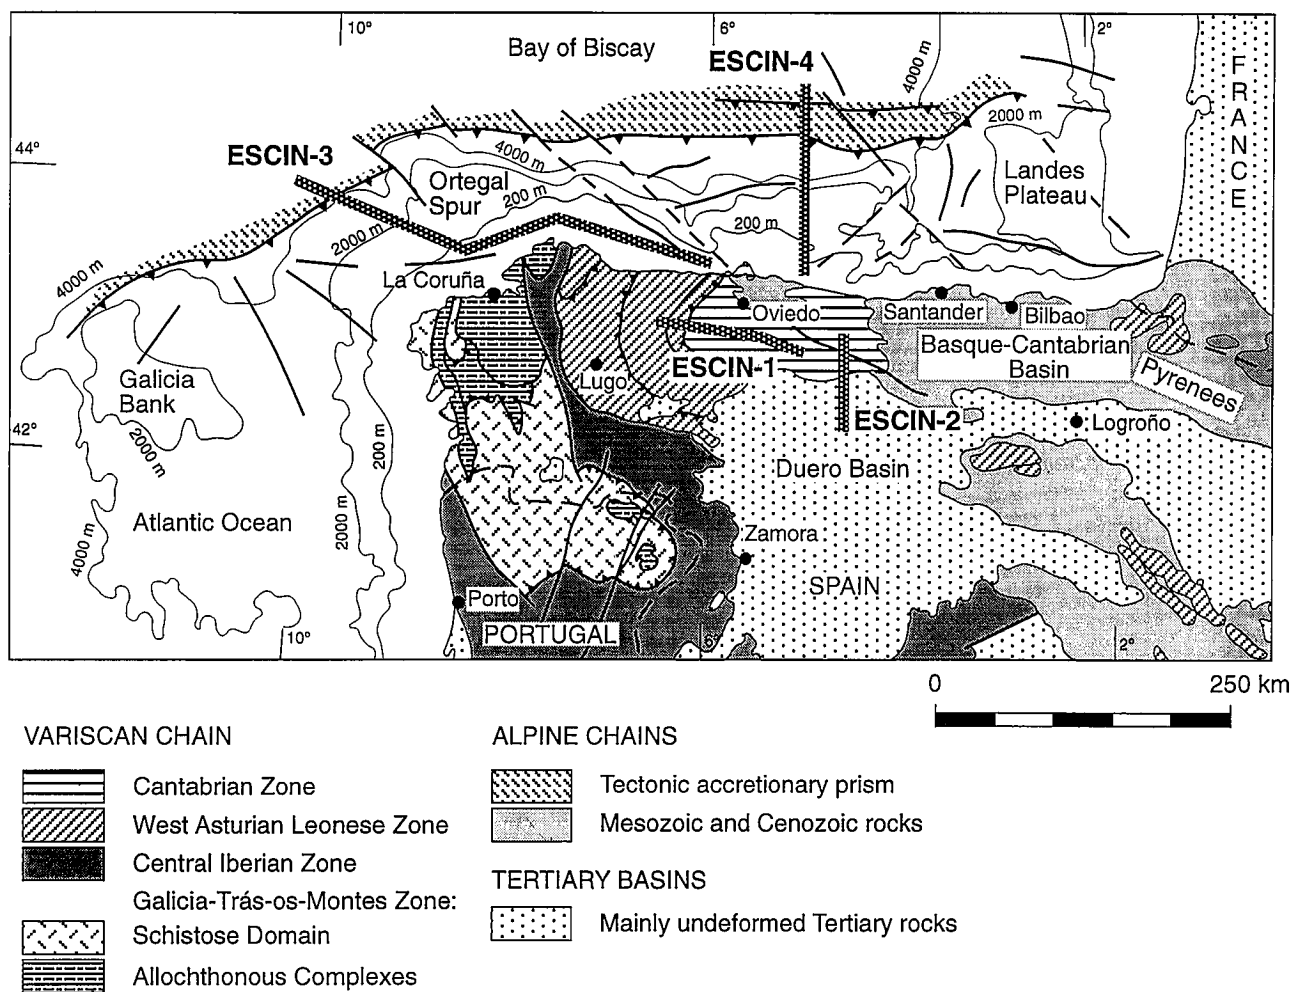 10°
6°
2°
Bay of Biscay
ESCIN-4
4000 m
FRANCE
2000 m
44°
ESCIN-3
4000 m
Ortegal
Spur
200 m
Landes
Plateau
200 m
2000 m
4000 m
La Coruña
Oviedo
Santander
Bilbao
Basque-Cantabrian
Basin
Pyrenees
ESCIN-1
Lugo
Galicia
Bank
2000 m
200 m
ESCIN-2
Logroño
42°
Duero Basin
Atlantic Ocean
2000 m
4000 m
Zamora
SPAIN
Porto
PORTUGAL
10°
6°
2°
0
250 km
VARISCAN CHAIN
Cantabrian Zone
West Asturian Leonese Zone
Central Iberian Zone
Galicia-Trás-os-Montes Zone:
Schistose Domain
Allochthonous Complexes
ALPINE CHAINS
Tectonic accretionary prism
Mesozoic and Cenozoic rocks
TERTIARY BASINS
Mainly undeformed Tertiary rocks